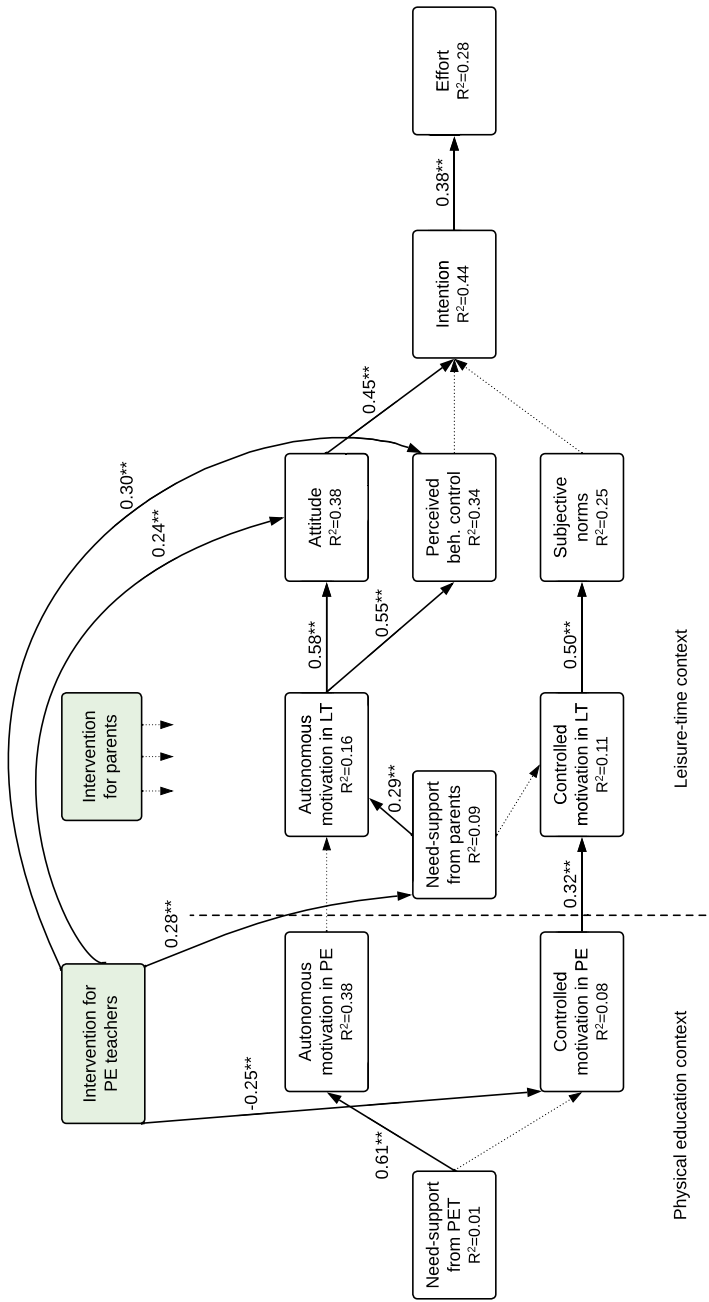 Intervention for
PE teachers
Intervention
for parents
0.30**
0.24**
0.28**
-0.25**
Need-support
from PET
R²=0.01
0.61**
Autonomous
motivation in PE
R²=0.38
Controlled
motivation in PE
R²=0.08
0.32**
Need-support
from parents
R²=0.09
0.29**
Autonomous
motivation in LT
R²=0.16
Controlled
motivation in LT
R²=0.11
0.58**
0.55**
0.50**
Attitude
R²=0.38
Perceived
beh. control
R²=0.34
Subjective
norms
R²=0.25
0.45**
Intention
R²=0.44
0.38**
Effort
R²=0.28
Physical education context
Leisure-time context